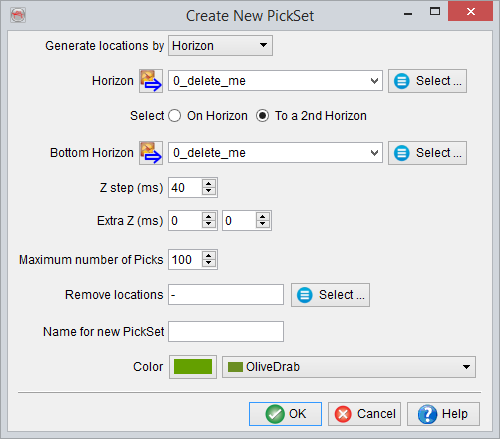 Create New PickSet
Generate locations by Horizon
Horizon 0_delete_me Select ...
Select On Horizon To a 2nd Horizon
Bottom Horizon 0_delete_me Select ...
Z step (ms) 40
Extra Z (ms) 0 0
Maximum number of Picks 100
Remove locations - Select ...
Name for new PickSet
Color OliveDrab
OK Cancel Help